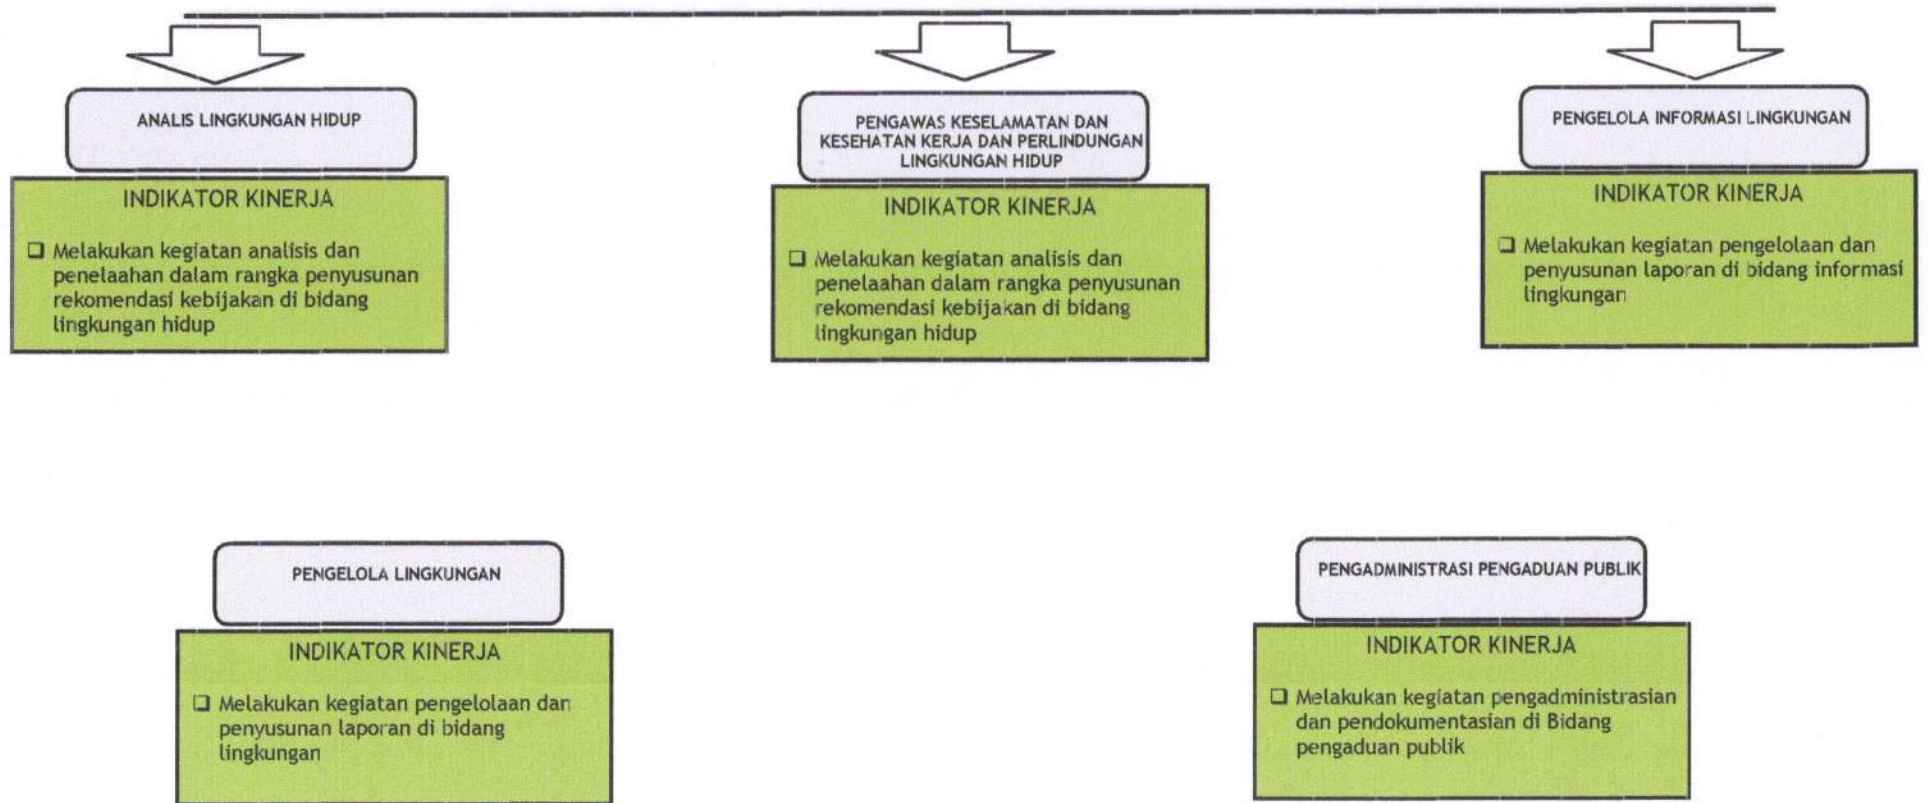 ANALIS LINGKUNGAN HIDUP
INDIKATOR KINERJA
❑ Melakukan kegiatan analisis dan
penelaahan dalam rangka penyusunan
rekomendasi kebijakan di bidang
lingkungan hidup
PENGAWAS KESELAMATAN DAN
KESEHATAN KERJA DAN PERLINDUNGAN
LINGKUNGAN HIDUP
INDIKATOR KINERJA
❑ Melakukan kegiatan analisis dan
penelaahan dalam rangka penyusunan
rekomendasi kebijakan di bidang
lingkungan hidup
PENGELOLA INFORMASI LINGKUNGAN
INDIKATOR KINERJA
❑ Melakukan kegiatan pengelolaan dan
penyusunan laporan di bidang informasi
lingkungan
PENGELOLA LINGKUNGAN
INDIKATOR KINERJA
❑ Melakukan kegiatan pengelolaan dan
penyusunan laporan di bidang
lingkungan
PENGADMINISTRASI PENGADUAN PUBLIK
INDIKATOR KINERJA
❑ Melakukan kegiatan pengadministrasian
dan pendokumentasian di Bidang
pengaduan publik